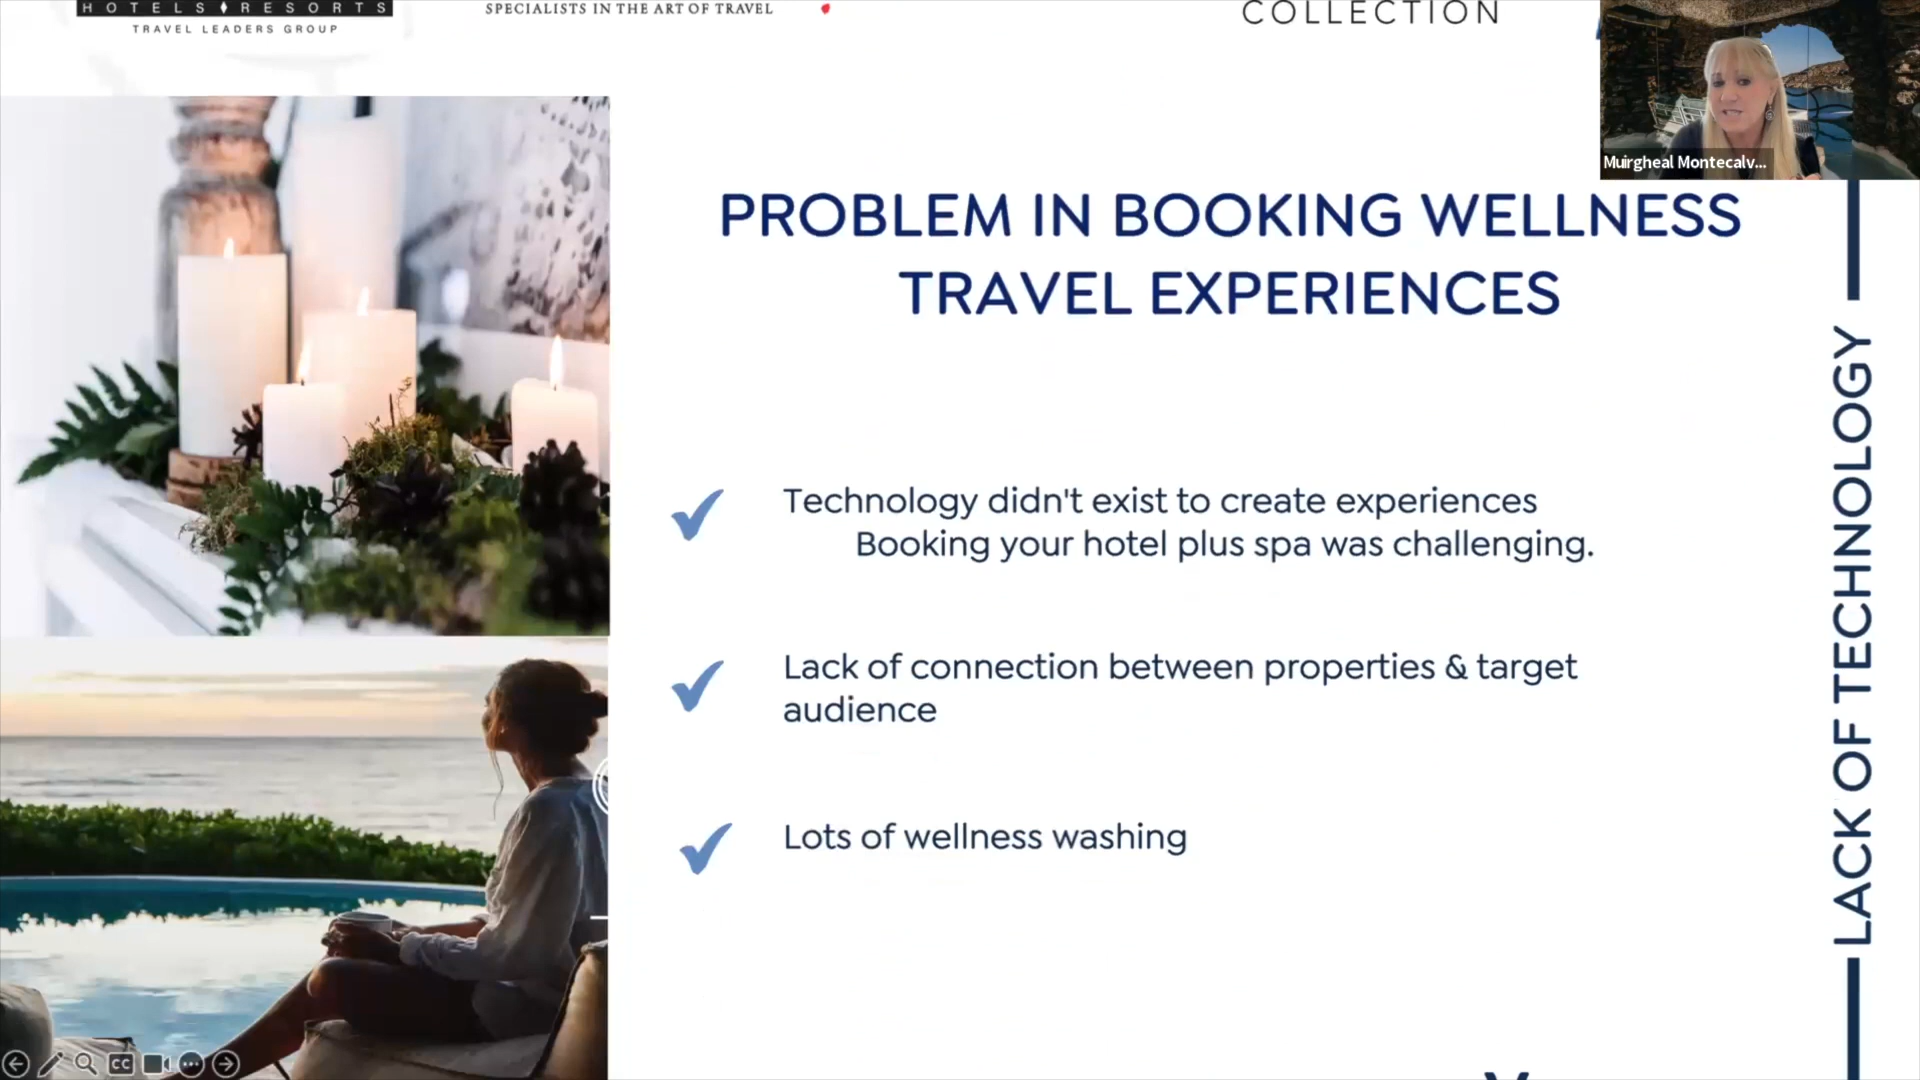 HOTELS RESORTS
TRAVEL LEADERS GROUP
SPECIALISTS IN THE ART OF TRAVEL
COLLECTION
Muirgheal Montecalv...
PROBLEM IN BOOKING WELLNESS
TRAVEL EXPERIENCES
Technology didn't exist to create experiences
Booking your hotel plus spa was challenging.
Lack of connection between properties & target
audience
Lots of wellness washing
LACK OF TECHNOLOGY
CC